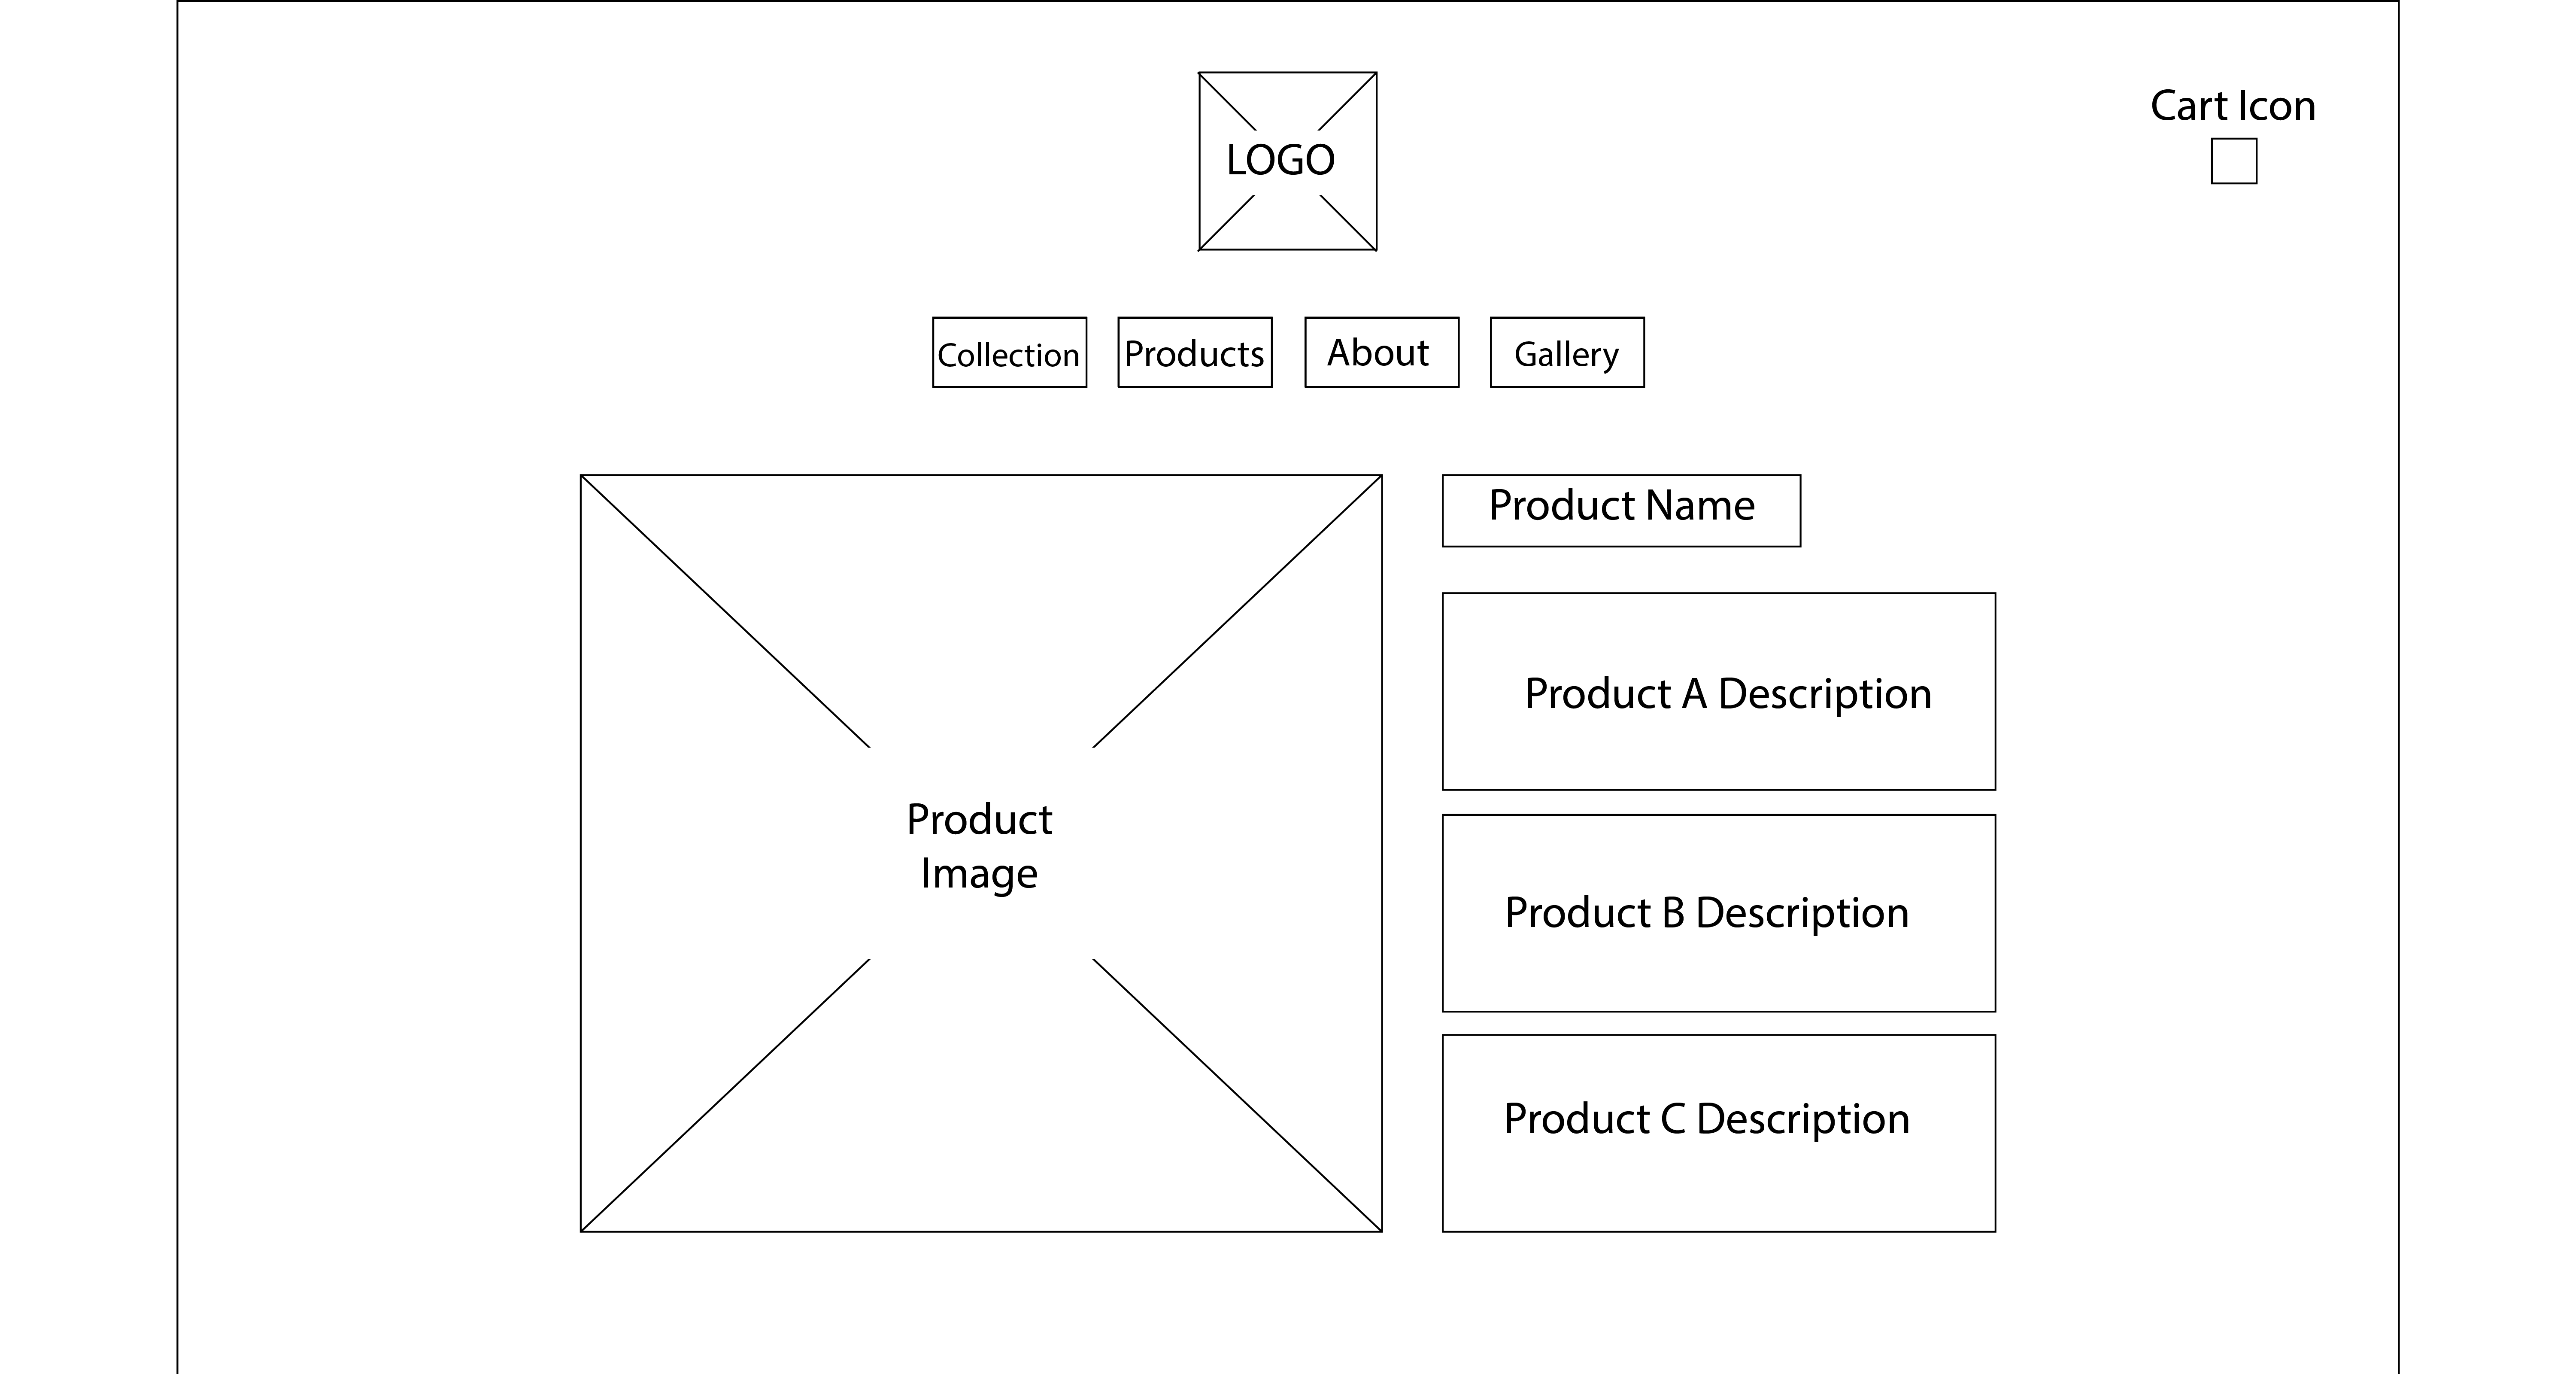 LOGO
Cart Icon
Collection
Products
About
Gallery
Product
Image
Product Name
Product A Description
Product B Description
Product C Description